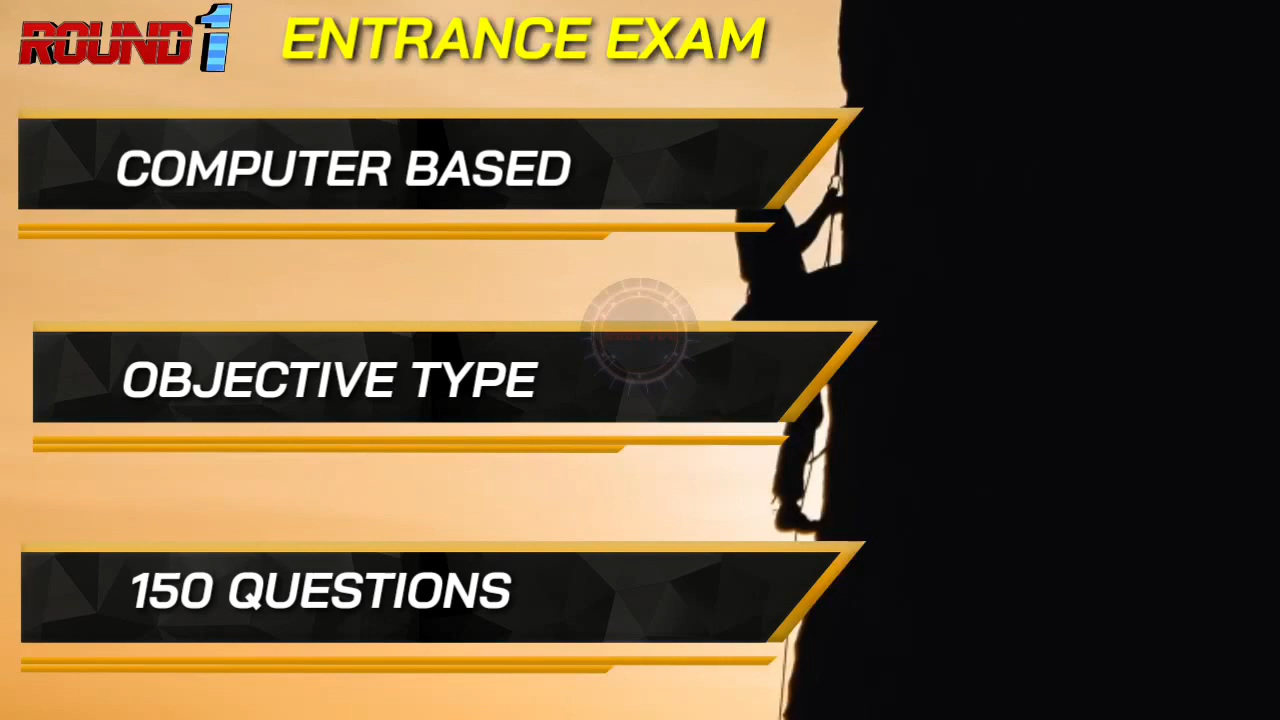 ROUND 1
ENTRANCE EXAM
COMPUTER BASED
OBJECTIVE TYPE
150 QUESTIONS